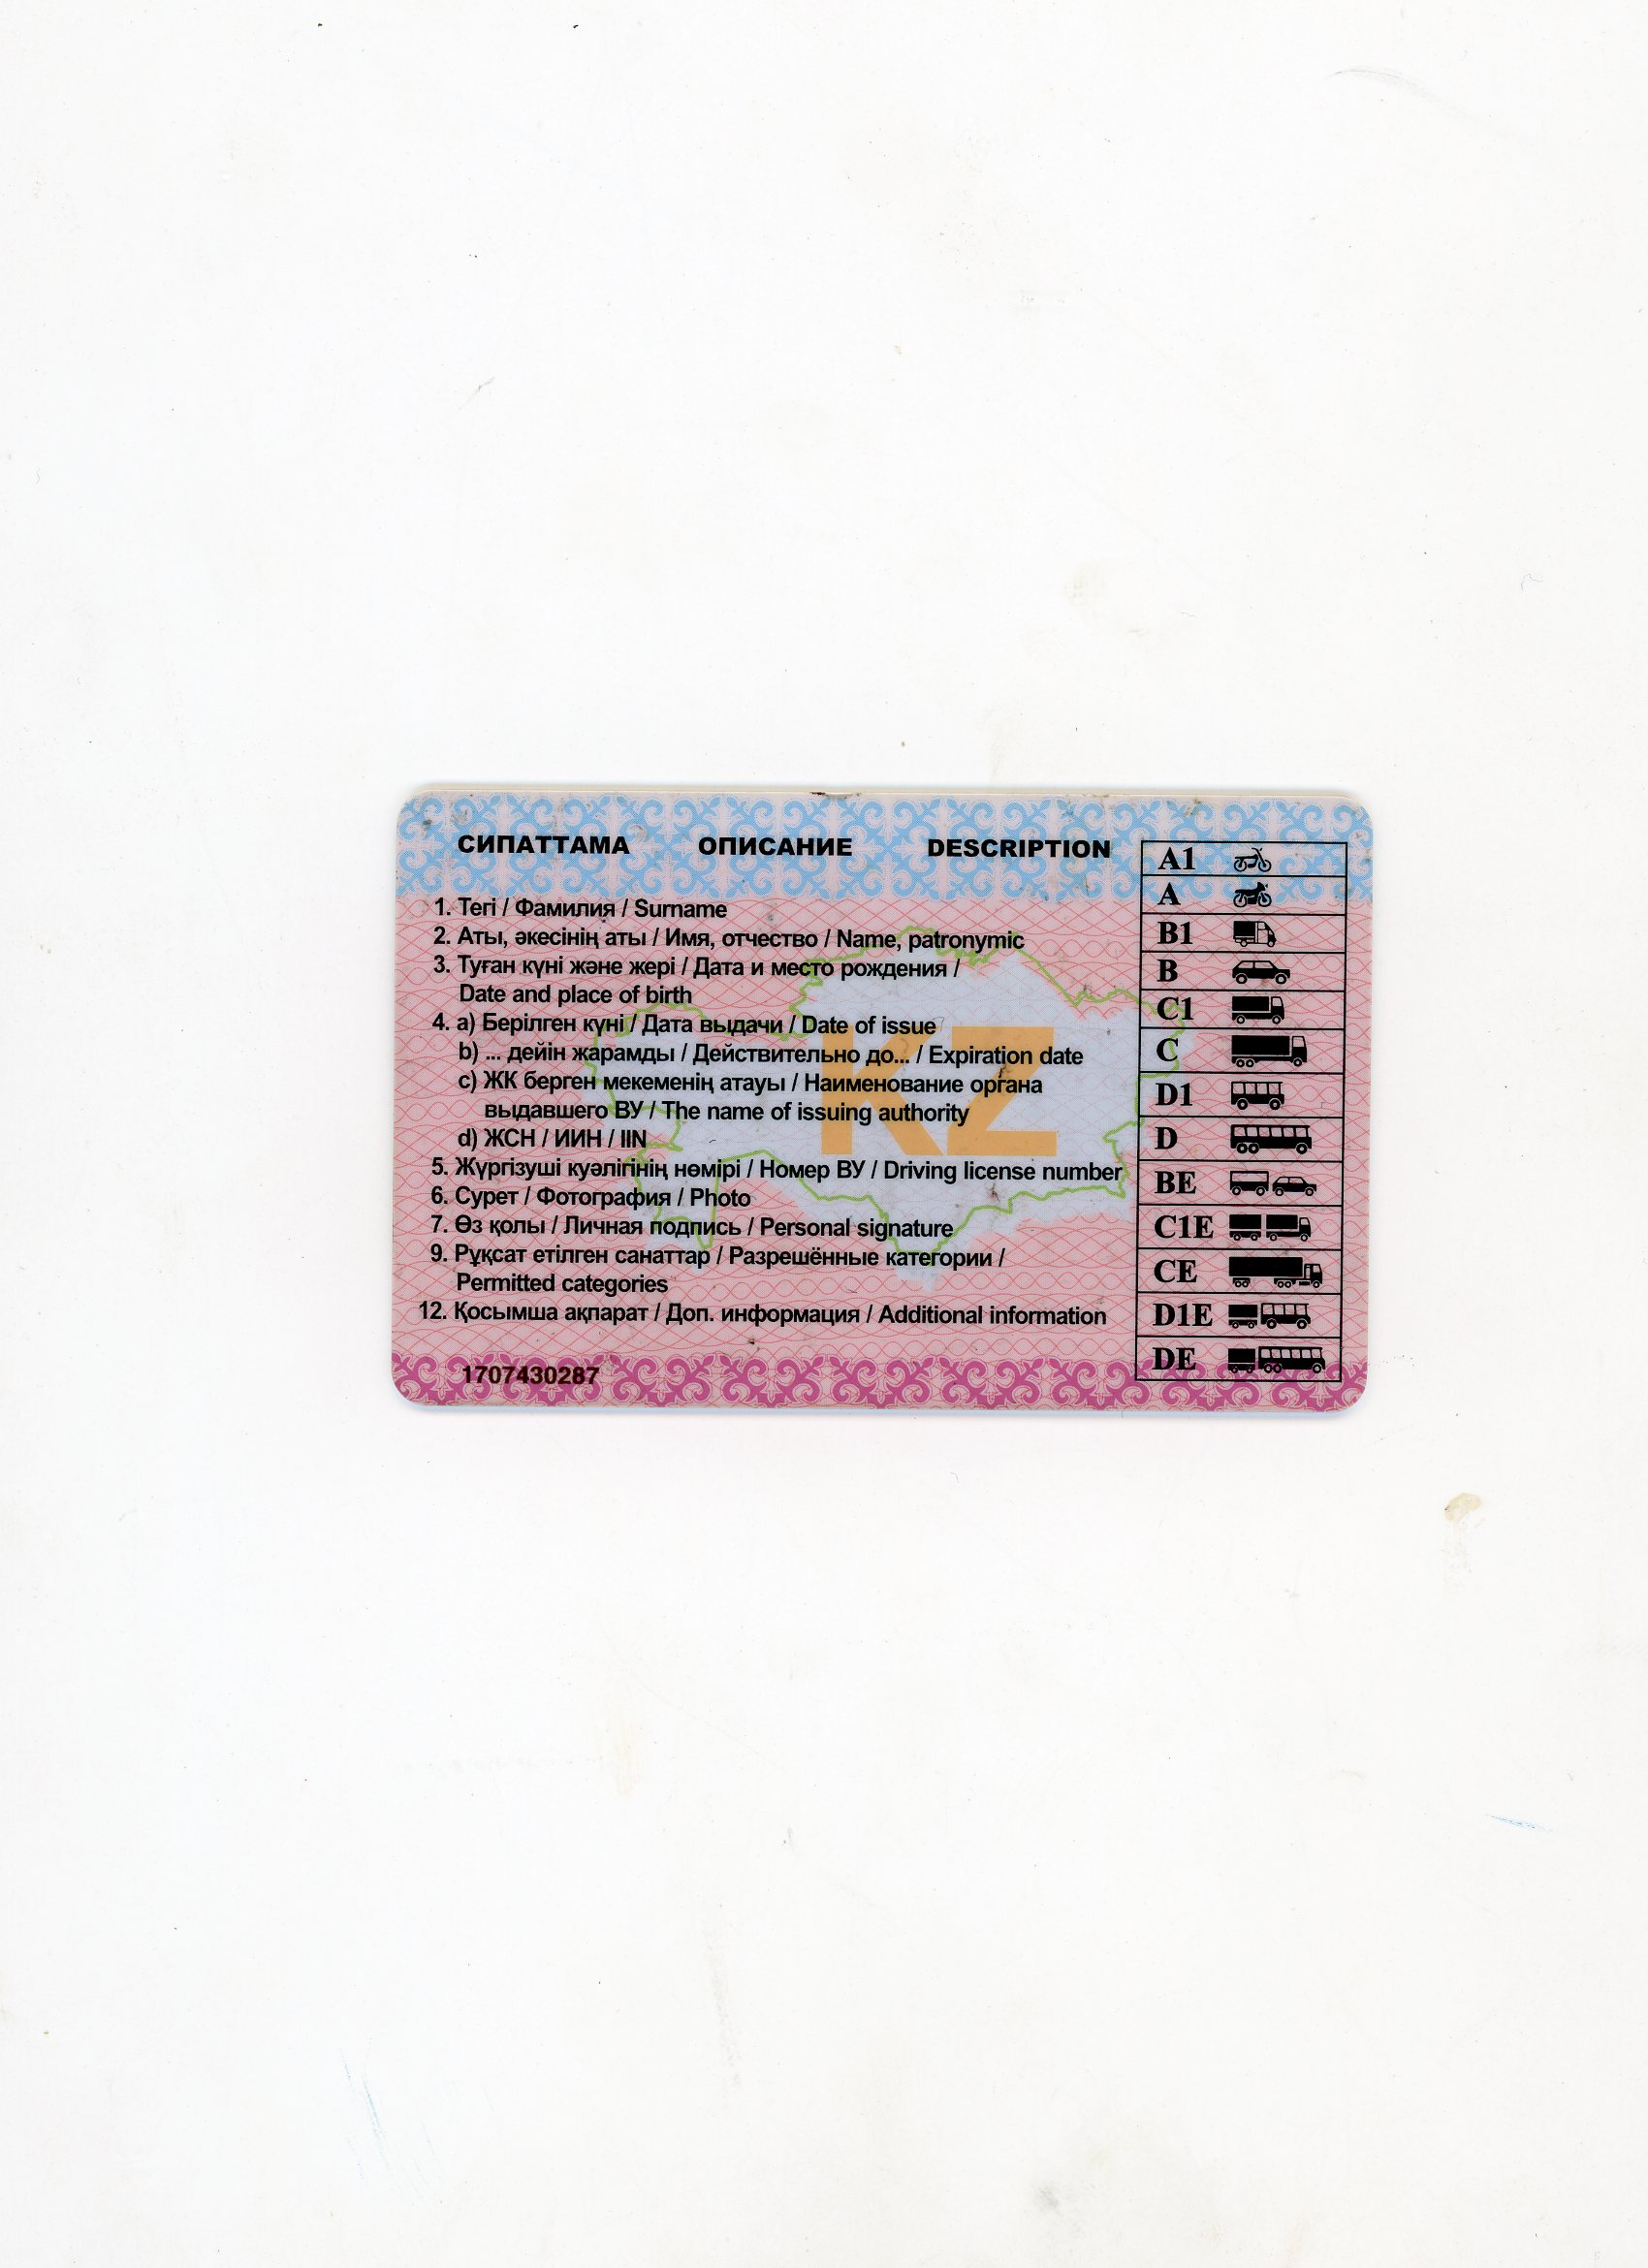 СИПАТТАМА ОПИСАНИЕ DESCRIPTION
1. Тегі / Фамилия / Surname
2. Аты, әкесінің аты / Имя, отчество / Name, patronymic
3. Туған күні және жері / Дата и место рождения /
Date and place of birth
4. a) Берілген күні / Дата выдачи / Date of issue
b) ... дейін жарамды / Действительно до... / Expiration date
c) ЖК берген мекеменің атауы / Наименование органа
выдавшего ВУ / The name of issuing authority
d) ЖСН / ИИН / IIN
5. Жүргізуші куәлігінің нөмірі / Номер ВУ / Driving license number
6. Сурет / Фотография / Photo
7. Өз қолы / Личная подпись / Personal signature
9. Рұқсат етілген санаттар / Разрешённые категории /
Permitted categories
12. Қосымша ақпарат / Доп. информация / Additional information
1707430287
KZ
A1
A
B1
B
C1
C
D1
D
BE
C1E
CE
D1E
DE